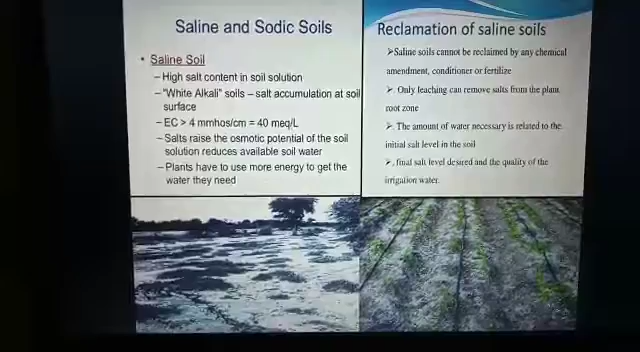 Saline and Sodic Soils
• Saline Soil
– High salt content in soil solution
– "White Alkali" soils – salt accumulation at soil
surface
– EC > 4 mmhos/cm = 40 meq/L
– Salts raise the osmotic potential of the soil
solution reduces available soil water
– Plants have to use more energy to get the
water they need
Reclamation of saline soils
➢Saline soils cannot be reclaimed by any chemical
amendment, conditioner or fertilize
➢. Only leaching can remove salts from the plant
root zone
➢. The amount of water necessary is related to the
initial salt level in the soil
➢, final salt level desired and the quality of the
irrigation water.